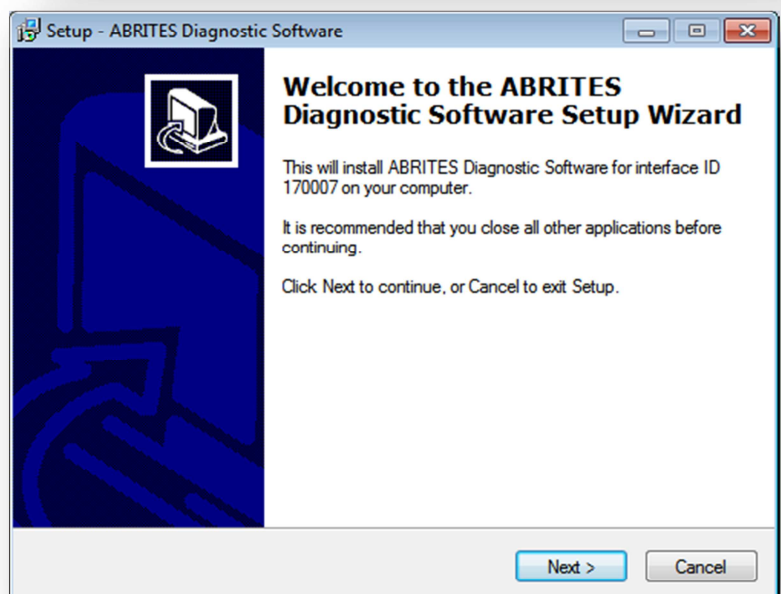 Setup - ABRITES Diagnostic Software
Welcome to the ABRITES
Diagnostic Software Setup Wizard
This will install ABRITES Diagnostic Software for interface ID
170007 on your computer.
It is recommended that you close all other applications before
continuing.
Click Next to continue, or Cancel to exit Setup.
Next >
Cancel